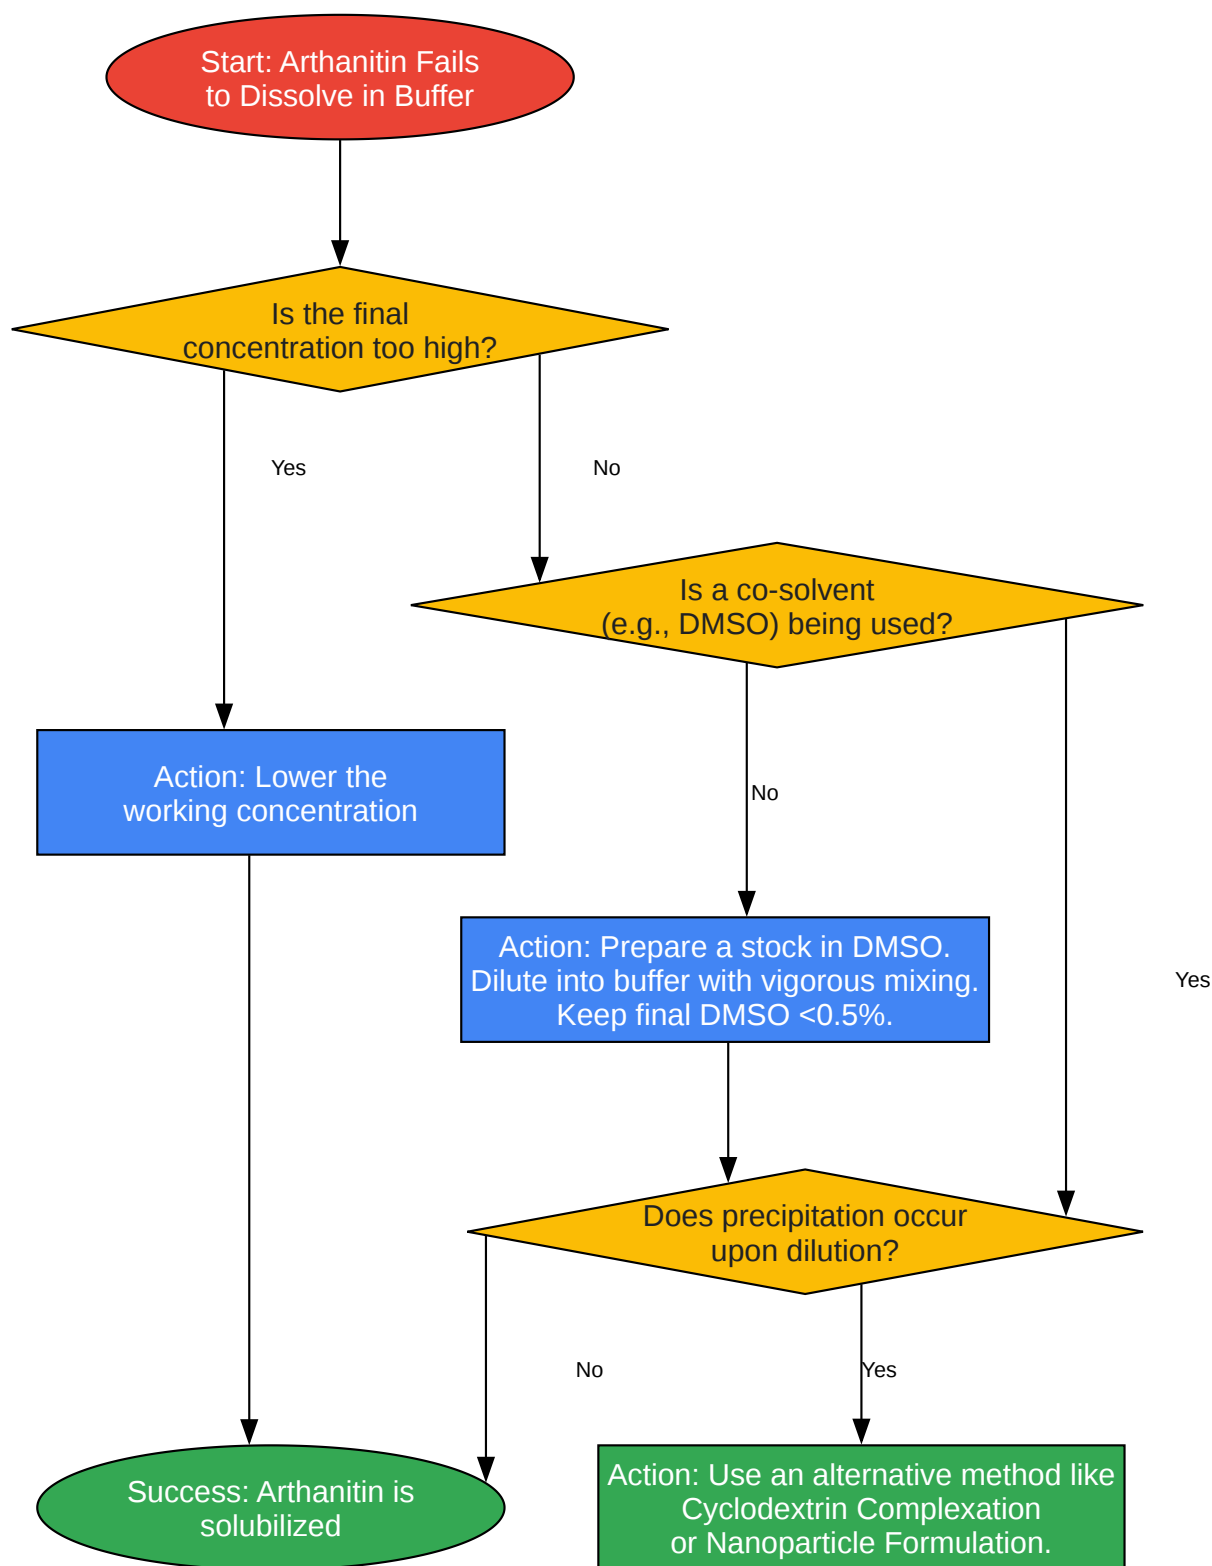 Start: Arthanitin Fails
to Dissolve in Buffer
Is the final
concentration too high?
Yes
No
Is a co-solvent
(e.g., DMSO) being used?
Action: Lower the
working concentration
No
Action: Prepare a stock in DMSO.
Dilute into buffer with vigorous mixing.
Keep final DMSO <0.5%.
Yes
Does precipitation occur
upon dilution?
No
Yes
Success: Arthanitin is
solubilized
Action: Use an alternative method like
Cyclodextrin Complexation
or Nanoparticle Formulation.